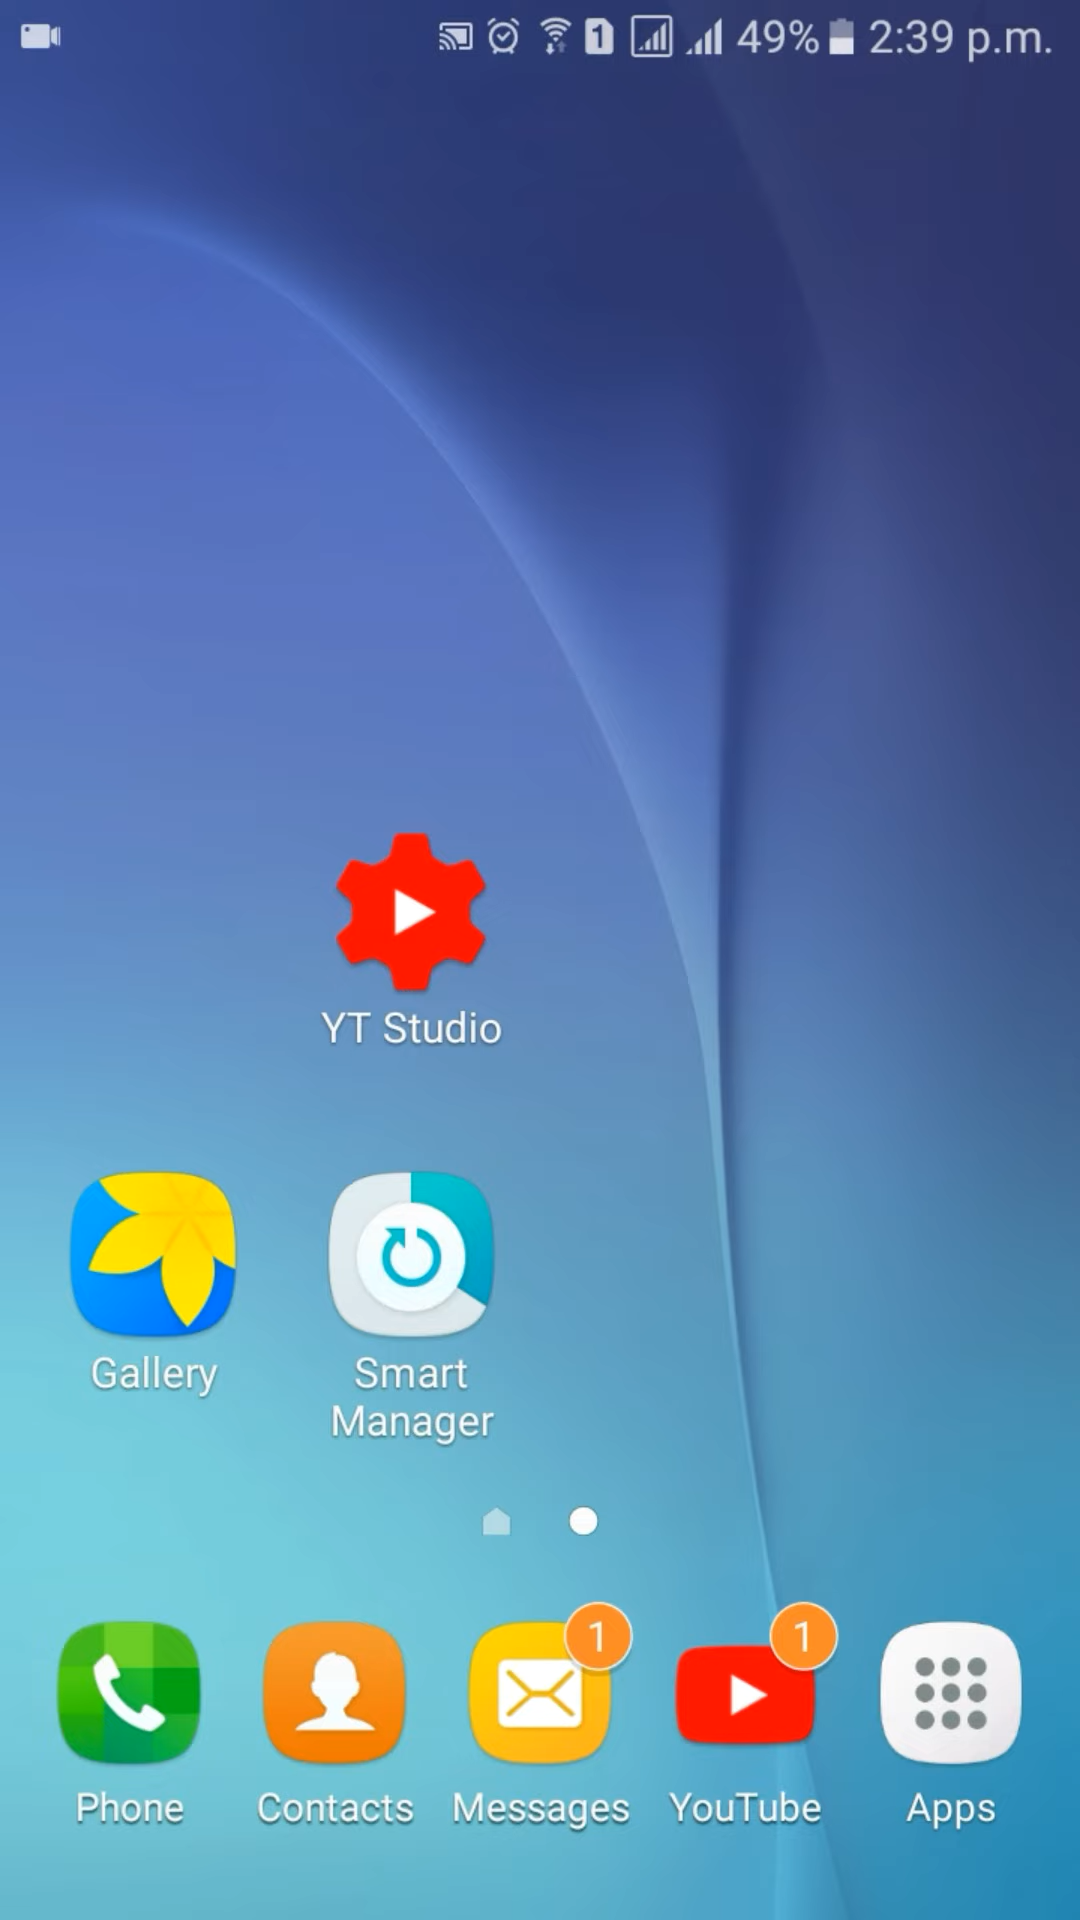 49% 2:39 p.m.
YT Studio
Gallery
Smart
Manager
1
1
Phone
Contacts
Messages
YouTube
Apps